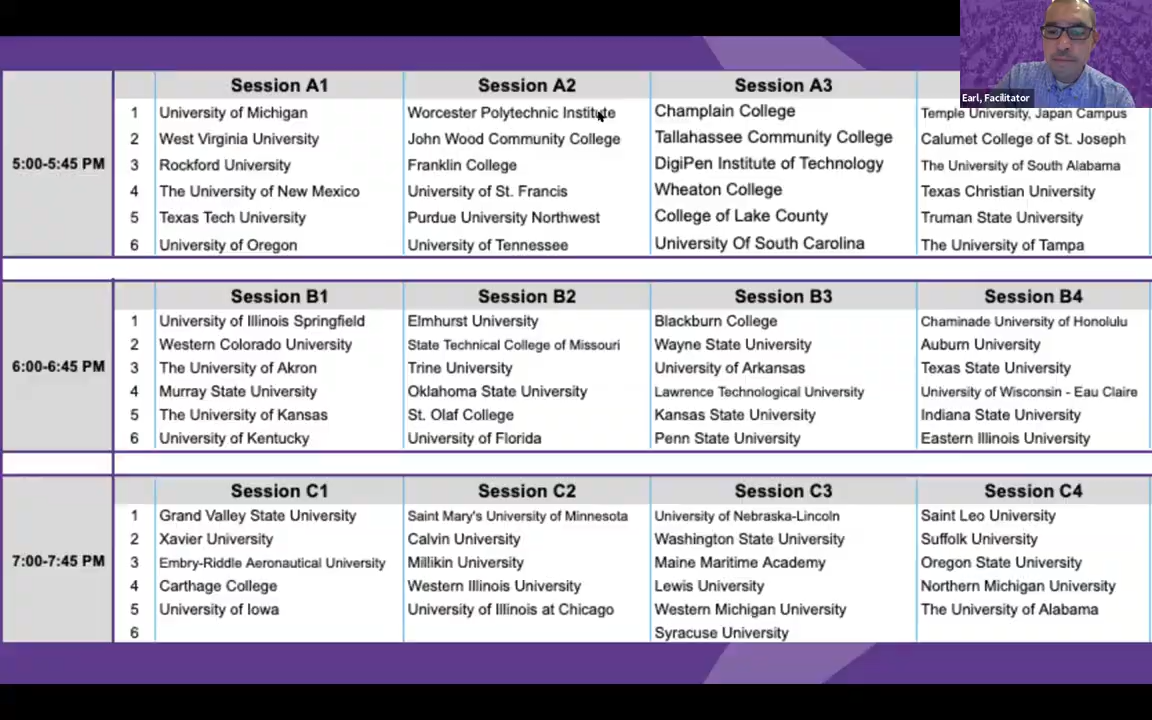 Earl, Facilitator
Session A1 Session A2 Session A3
5:00-5:45 PM
1 University of Michigan Worcester Polytechnic Institute Champlain College Temple University, Japan Campus
2 West Virginia University John Wood Community College Tallahassee Community College Calumet College of St. Joseph
3 Rockford University Franklin College DigiPen Institute of Technology The University of South Alabama
4 The University of New Mexico University of St. Francis Wheaton College Texas Christian University
5 Texas Tech University Purdue University Northwest College of Lake County Truman State University
6 University of Oregon University of Tennessee University Of South Carolina The University of Tampa
Session B1 Session B2 Session B3 Session B4
6:00-6:45 PM
1 University of Illinois Springfield Elmhurst University Blackburn College Chaminade University of Honolulu
2 Western Colorado University State Technical College of Missouri Wayne State University Auburn University
3 The University of Akron Trine University University of Arkansas Texas State University
4 Murray State University Oklahoma State University Lawrence Technological University University of Wisconsin - Eau Claire
5 The University of Kansas St. Olaf College Kansas State University Indiana State University
6 University of Kentucky University of Florida Penn State University Eastern Illinois University
Session C1 Session C2 Session C3 Session C4
7:00-7:45 PM
1 Grand Valley State University Saint Mary's University of Minnesota University of Nebraska-Lincoln Saint Leo University
2 Xavier University Calvin University Washington State University Suffolk University
3 Embry-Riddle Aeronautical University Millikin University Maine Maritime Academy Oregon State University
4 Carthage College Western Illinois University Lewis University Northern Michigan University
5 University of Iowa University of Illinois at Chicago Western Michigan University The University of Alabama
6 Syracuse University